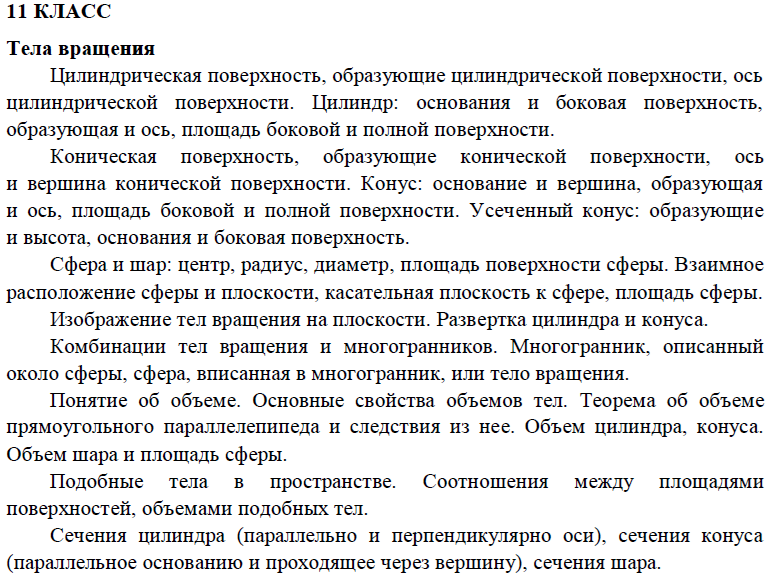 11 КЛАСС
Тела вращения
Цилиндрическая поверхность, образующие цилиндрической поверхности, ось
цилиндрической поверхности. Цилиндр: основания и боковая поверхность,
образующая и ось, площадь боковой и полной поверхности.
Коническая поверхность, образующие конической поверхности, ось
и вершина конической поверхности. Конус: основание и вершина, образующая
и ось, площадь боковой и полной поверхности. Усеченный конус: образующие
и высота, основания и боковая поверхность.
Сфера и шар: центр, радиус, диаметр, площадь поверхности сферы. Взаимное
расположение сферы и плоскости, касательная плоскость к сфере, площадь сферы.
Изображение тел вращения на плоскости. Развертка цилиндра и конуса.
Комбинации тел вращения и многогранников. Многогранник, описанный
около сферы, сфера, вписанная в многогранник, или тело вращения.
Понятие об объеме. Основные свойства объемов тел. Теорема об объеме
прямоугольного параллелепипеда и следствия из нее. Объем цилиндра, конуса.
Объем шара и площадь сферы.
Подобные тела в пространстве. Соотношения между площадями
поверхностей, объемами подобных тел.
Сечения цилиндра (параллельно и перпендикулярно оси), сечения конуса
(параллельное основанию и проходящее через вершину), сечения шара.